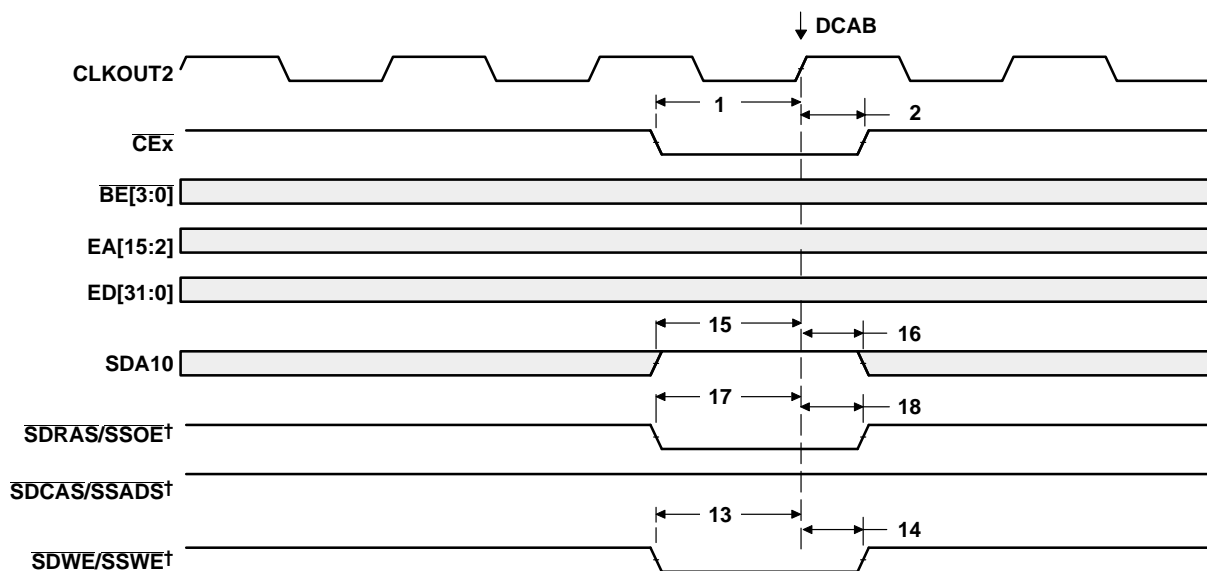 DCAB
CLKOUT2
1
2
CEx
BE[3:0]
EA[15:2]
ED[31:0]
15
16
SDA10
17
18
SDRAS/SSOE†
SDCAS/SSADS†
13
14
SDWE/SSWE†